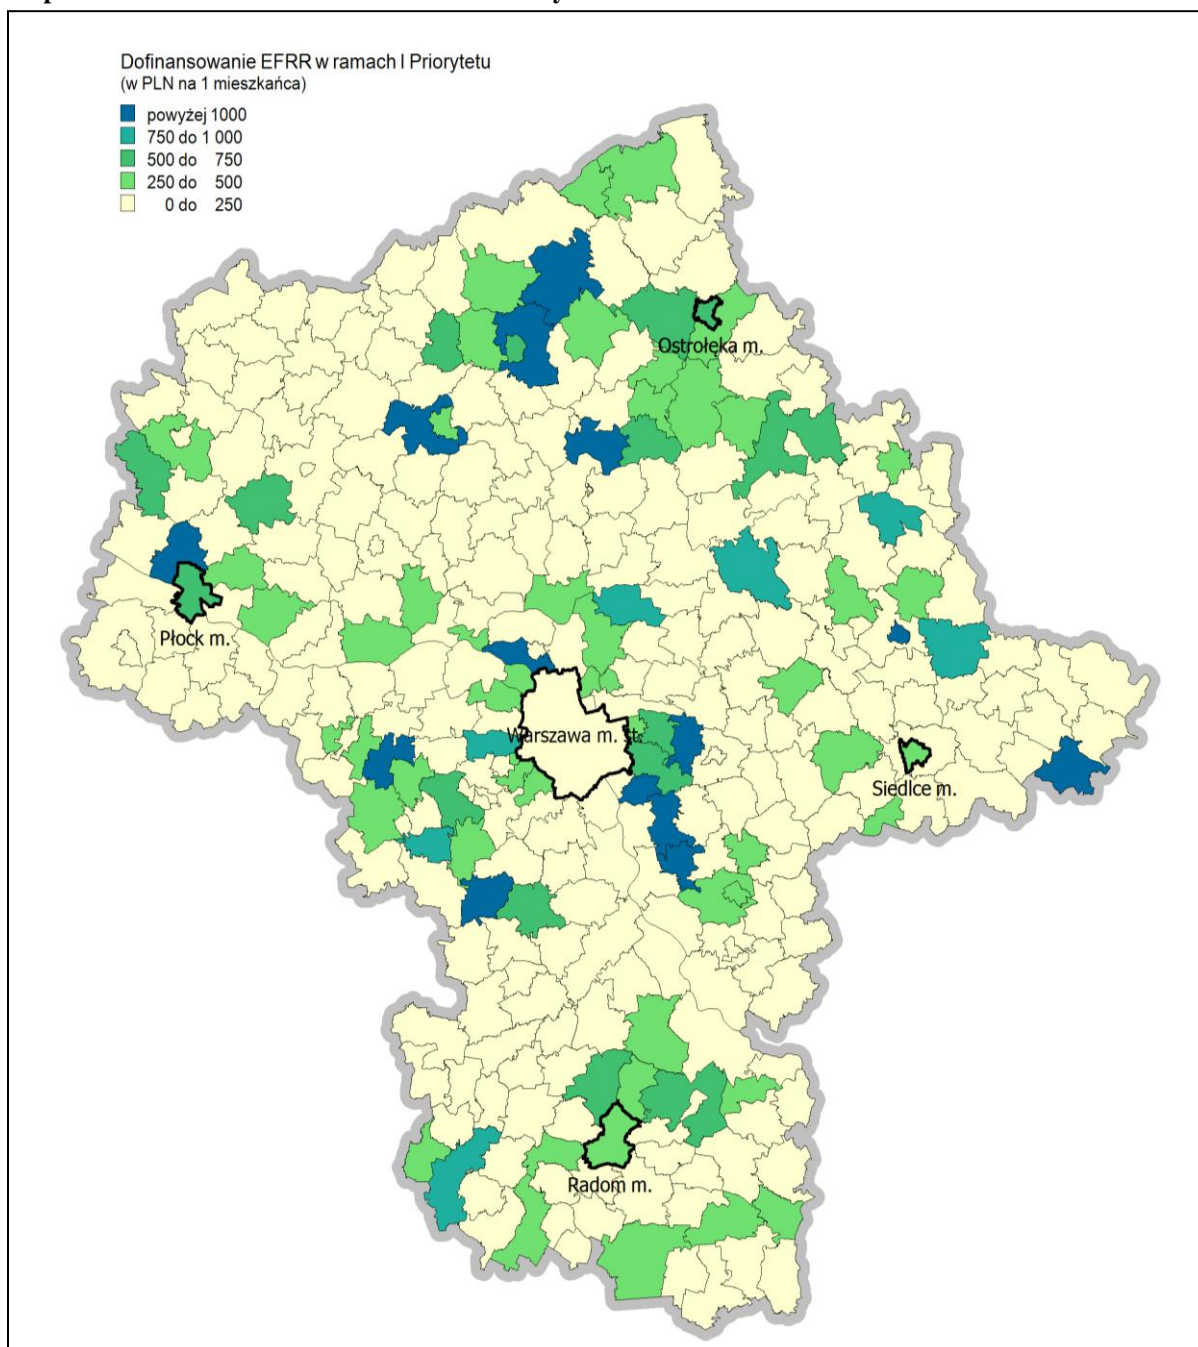 Dofinansowanie EFRR w ramach I Priorytetu
(w PLN na 1 mieszkańca)
powyżej 1000
750 do 1 000
500 do 750
250 do 500
0 do 250
Ostrołęka m.
Płock m.
Warszawa m. st.
Siedlce m.
Radom m.